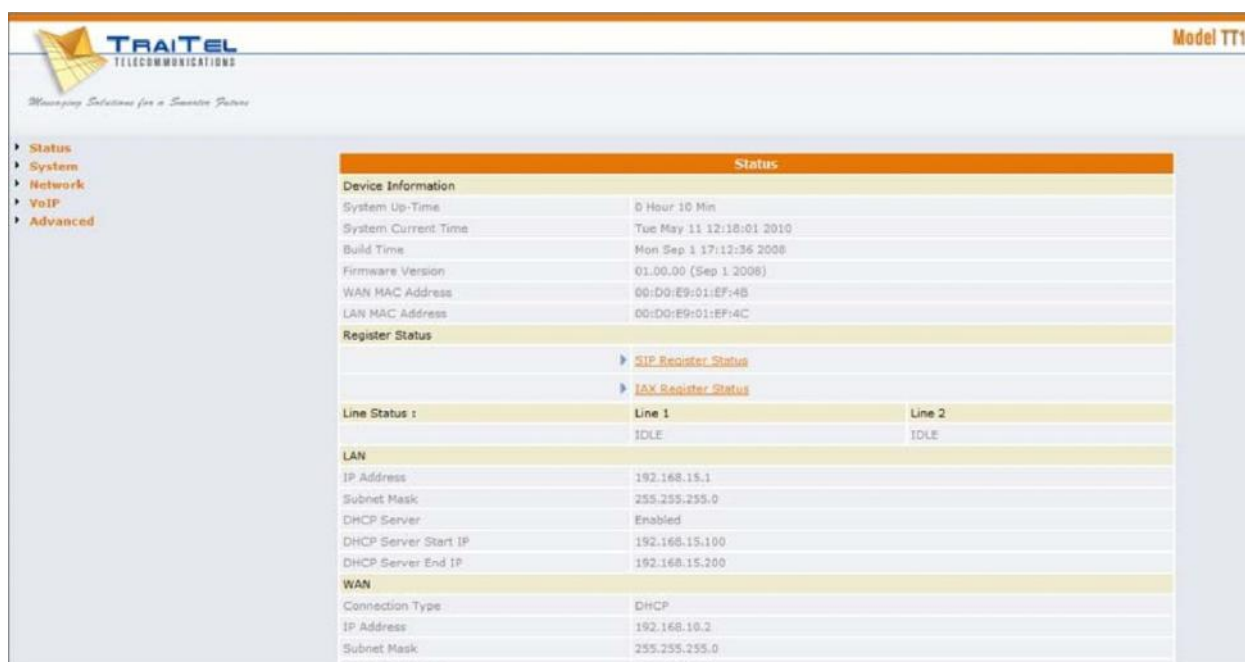 TRAITEL
TELECOMMUNICATIONS
Managing Solutions for a Smarter Future
Model TT1
Status
System
Network
VoIP
Advanced
Status
Device Information
System Up-Time 0 Hour 10 Min
System Current Time Tue May 11 12:18:01 2010
Build Time Mon Sep 1 17:12:36 2008
Firmware Version 01.00.00 (Sep 1 2008)
WAN MAC Address 00:D0:E9:01:EF:4B
LAN MAC Address 00:D0:E9:01:EF:4C
Register Status
SIP Register Status
IAX Register Status
Line Status : Line 1 Line 2
IDLE IDLE
LAN
IP Address 192.168.15.1
Subnet Mask 255.255.255.0
DHCP Server Enabled
DHCP Server Start IP 192.168.15.100
DHCP Server End IP 192.168.15.200
WAN
Connection Type DHCP
IP Address 192.168.10.2
Subnet Mask 255.255.255.0